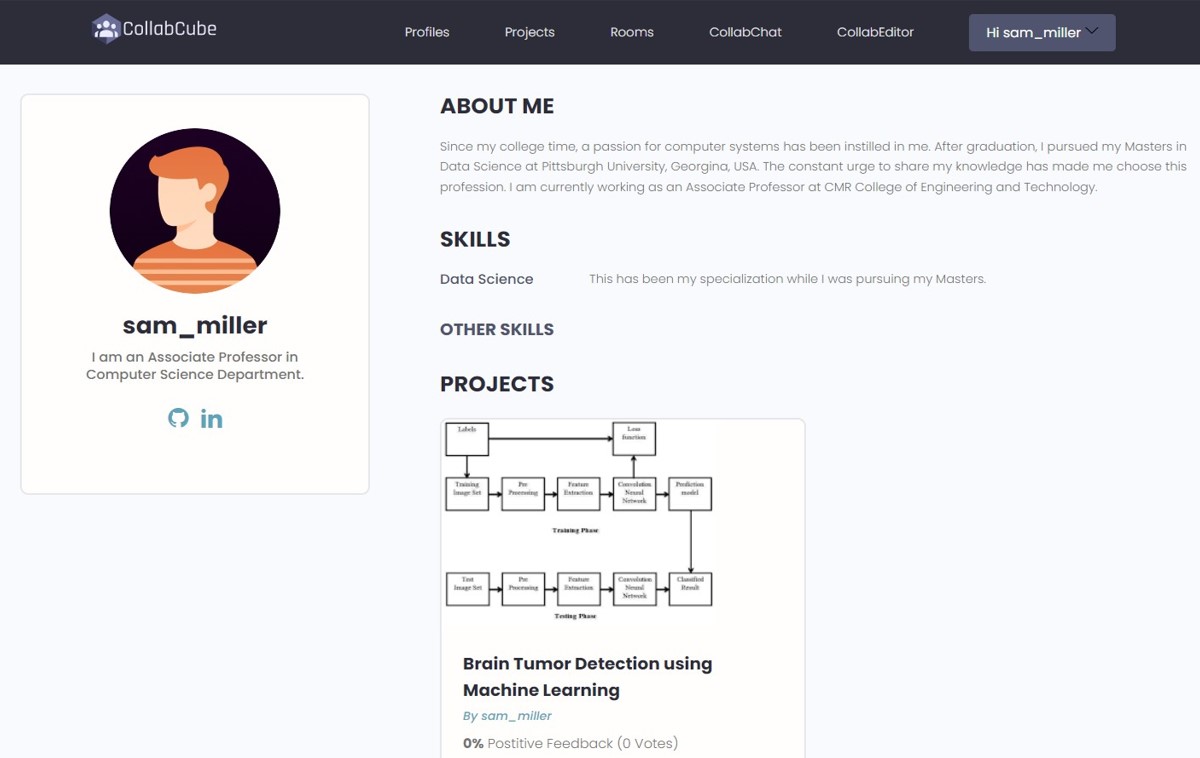 CollabCube
Profiles
Projects
Rooms
CollabChat
CollabEditor
Hi sam_miller
sam_miller
I am an Associate Professor in
Computer Science Department.
ABOUT ME
Since my college time, a passion for computer systems has been instilled in me. After graduation, I pursued my Masters in
Data Science at Pittsburgh University, Georgina, USA. The constant urge to share my knowledge has made me choose this
profession. I am currently working as an Associate Professor at CMR College of Engineering and Technology.
SKILLS
Data Science
This has been my specialization while I was pursuing my Masters.
OTHER SKILLS
PROJECTS
Labels
Loss
function
Training
Image Set
Pre
Processing
Feature
Extraction
Convolution
Neural
Network
Prediction
model
Training Phase
Test
Image Set
Pre
Processing
Feature
Extraction
Convolution
Neural
Network
Classified
Result
Testing Phase
Brain Tumor Detection using
Machine Learning
By sam_miller
0% Postitive Feedback (0 Votes)